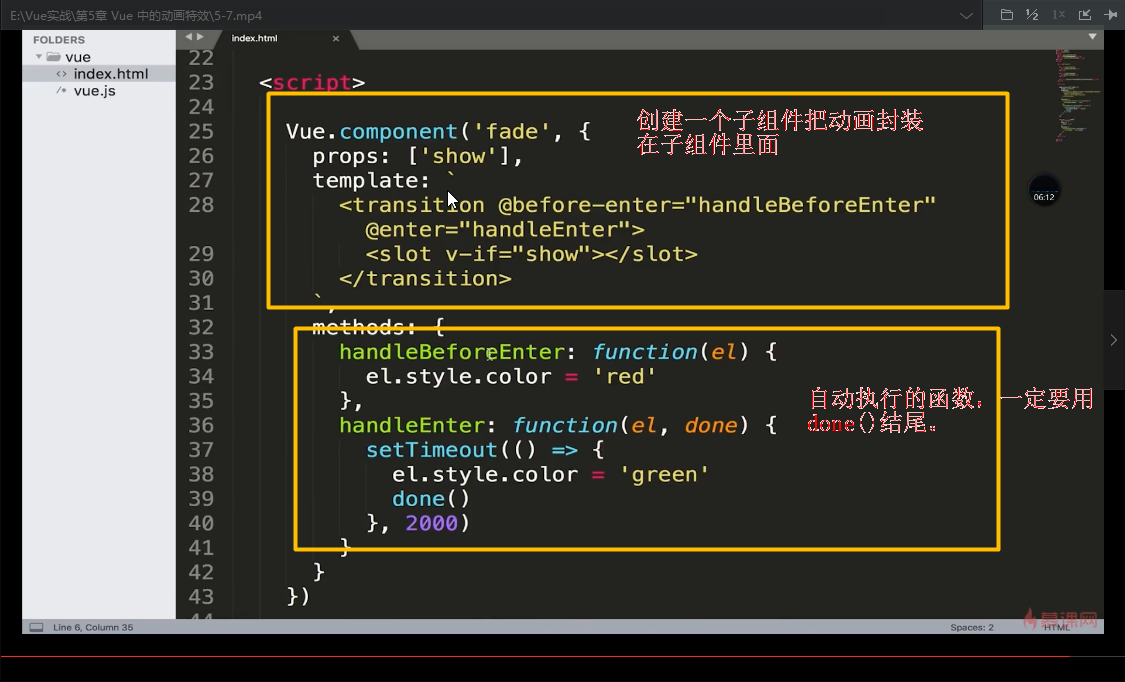 E:\Vue实战\第5章 Vue 中的动画特效\5-7.mp4
1/2
1×
FOLDERS
vue
index.html
vue.js
index.html
22
23 <script>
24
25 Vue.component('fade', {
26 props: ['show'],
27 template: `
28 <transition @before-enter="handleBeforeEnter"
@enter="handleEnter">
29 <slot v-if="show"></slot>
30 </transition>
31 `,
32 methods: {
33 handleBeforeEnter: function(el) {
34 el.style.color = 'red'
35 },
36 handleEnter: function(el, done) {
37 setTimeout(() => {
38 el.style.color = 'green'
39 done()
40 }, 2000)
41 }
42 }
43 })
44
创建一个子组件把动画封装
在子组件里面
06:12
自动执行的函数，一定要用
done()结尾。
Line 6, Column 35
Spaces: 2
HTML
慕课网